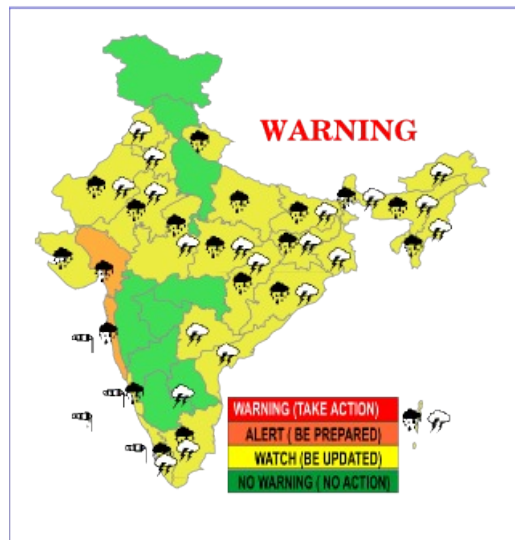 WARNING
WARNING (TAKE ACTION)
ALERT ( BE PREPARED)
WATCH (BE UPDATED)
NO WARNING ( NO ACTION)